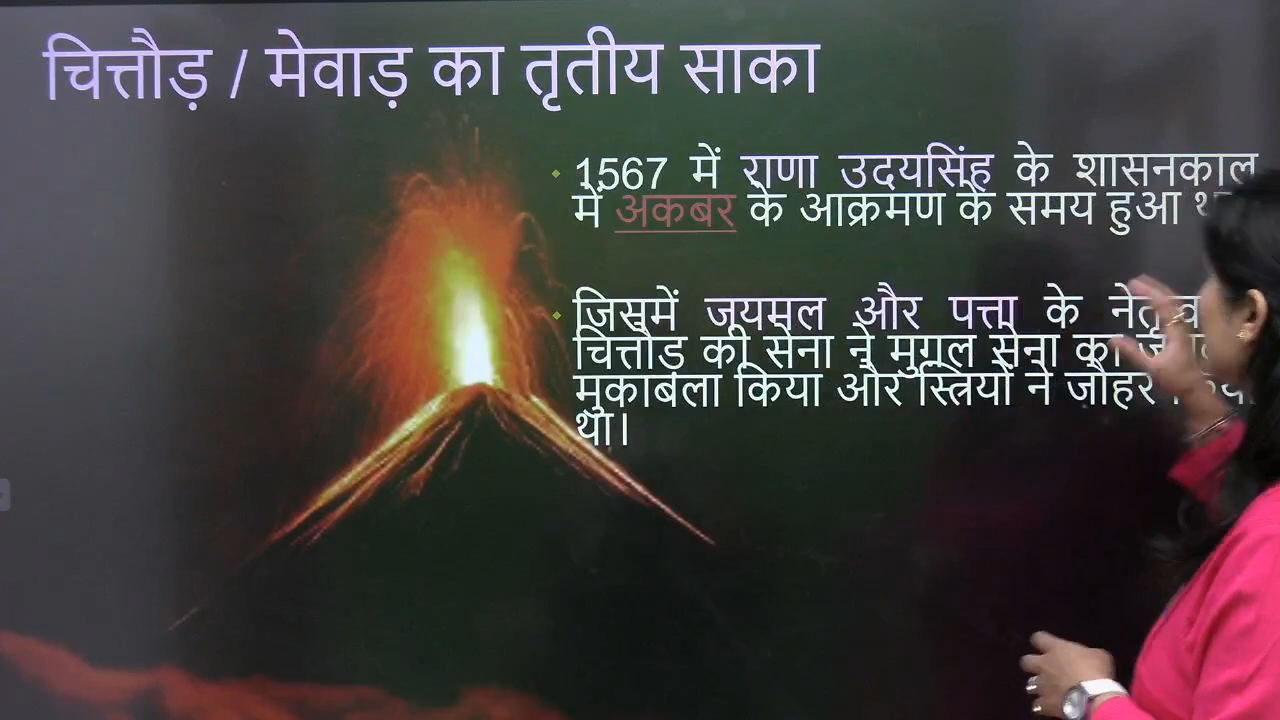 चित्तौड़ / मेवाड़ का तृतीय साका
1567 में राणा उदयसिंह के शासनकाल
में अकबर के आक्रमण के समय हुआ
जिसमें जयमल और पत्ता के नेतृत्व
चित्तौड़ की सेना ने मुगल सेना का
मुकाबला किया और स्त्रियों ने जौहर
था।